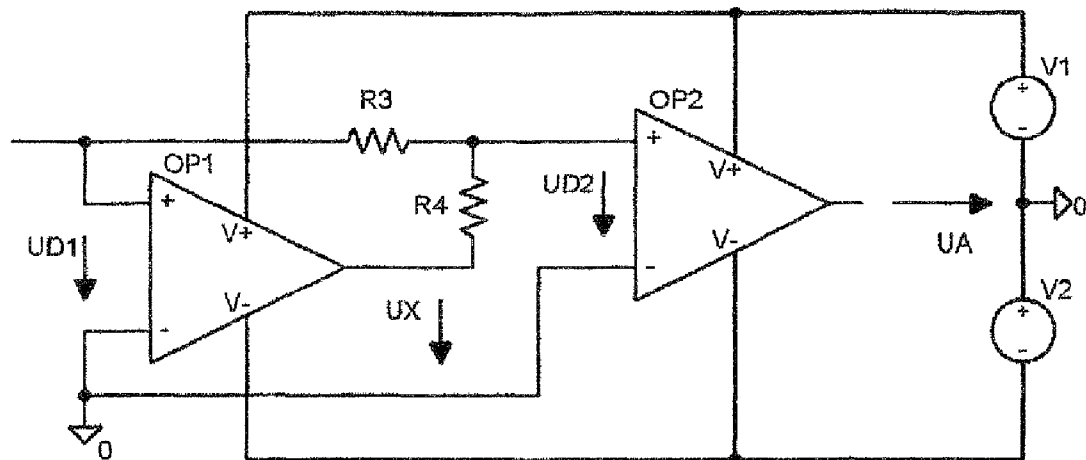 V1
+
-
R3
OP2
+
OP1
+
V+
UD2
V+
R4
0
UD1
V-
UA
V-
-
V2
-
UX
+
-
0